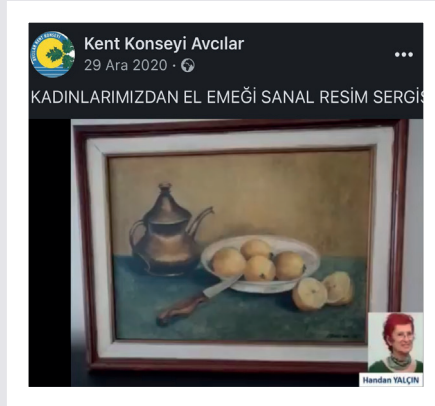 Kent Konseyi Avcılar
29 Ara 2020
KADINLARIMIZDAN EL EMEĞİ SANAL RESİM SERGİS
Handan YALÇIN